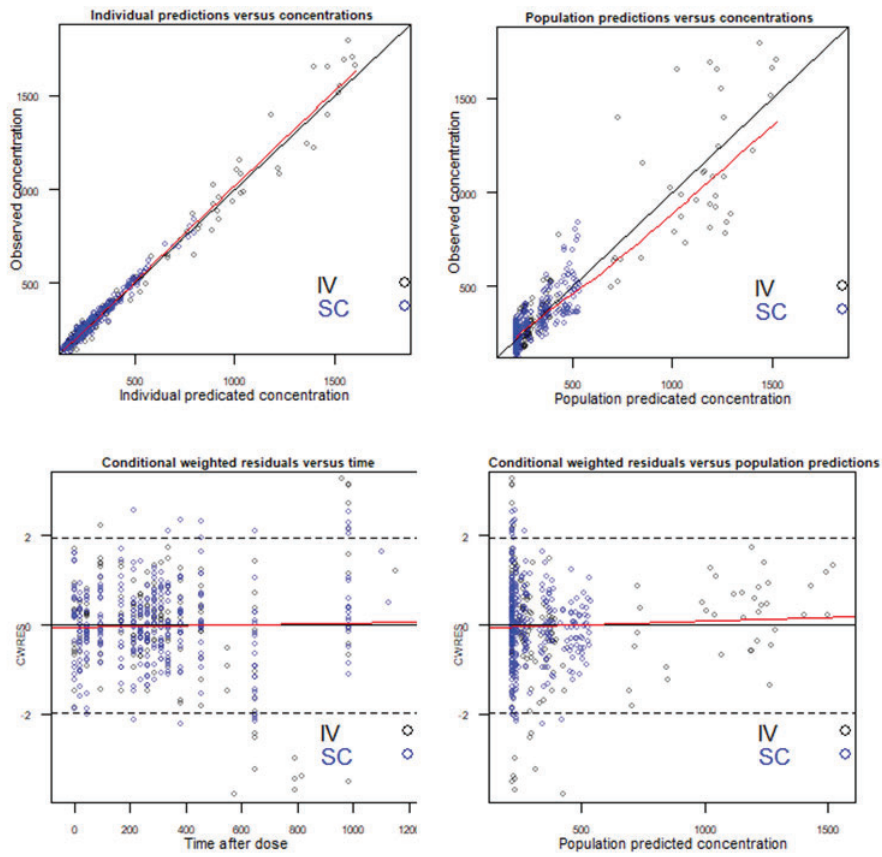 Individual predictions versus concentrations
Observed concentration
1500
1000
500
IV
SC
500
1000
1500
Individual predicated concentration
Population predictions versus concentrations
Observed concentration
1500
1000
500
IV
SC
500
1000
1500
Population predicated concentration
Conditional weighted residuals versus time
CWRES
2
0
-2
IV
SC
0
200
400
600
800
1000
1200
Time after dose
Conditional weighted residuals versus population predictions
CWRES
2
0
-2
IV
SC
500
1000
1500
Population predicted concentration